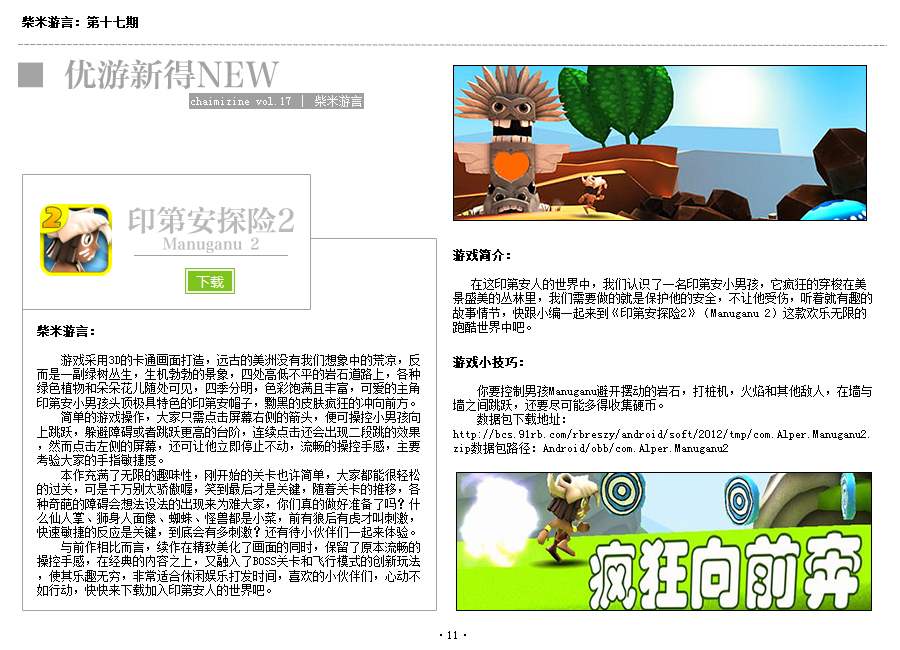 柴米游言：第十七期
优游新得NEW
chaimizine vol.17 | 柴米游言
2
印第安探险2
Manuganu 2
下载
柴米游言：
游戏采用3D的卡通画面打造，远古的美洲没有我们想象中的荒凉，反
而是一副绿树丛生，生机勃勃的景象，四处高低不平的岩石道路上，各种
绿色植物和朵朵花儿随处可见，四季分明，色彩饱满且丰富，可爱的主角
印第安小男孩头顶极具特色的印第安帽子，黝黑的皮肤疯狂的冲向前方。
简单的游戏操作，大家只需点击屏幕右侧的箭头，便可操控小男孩向
上跳跃，躲避障碍或者跳跃更高的台阶，连续点击还会出现二段跳的效果
，然而点击左侧的屏幕，还可让他立即停止不动，流畅的操控手感，主要
考验大家的手指敏捷度。
本作充满了无限的趣味性，刚开始的关卡也许简单，大家都能很轻松
的过关，可是千万别太骄傲喔，笑到最后才是关键，随着关卡的推移，各
种奇葩的障碍会想法设法的出现来为难大家，你们真的做好准备了吗？什
么仙人掌、狮身人面像、蜘蛛、怪兽都是小菜，前有狼后有虎才叫刺激，
快速敏捷的反应是关键，到底会有多刺激？还有待小伙伴们一起来体验。
与前作相比而言，续作在精致美化了画面的同时，保留了原本流畅的
操控手感，在经典的内容之上，又融入了BOSS关卡和飞行模式的创新玩法
，使其乐趣无穷，非常适合休闲娱乐打发时间，喜欢的小伙伴们，心动不
如行动，快快来下载加入印第安人的世界吧。
游戏简介：
在这印第安人的世界中，我们认识了一名印第安小男孩，它疯狂的穿梭在美
景盛美的丛林里，我们需要做的就是保护他的安全，不让他受伤，听着就有趣的
故事情节，快跟小编一起来到《印第安探险2》（Manuganu 2）这款欢乐无限的
跑酷世界中吧。
游戏小技巧：
你要控制男孩Manuganu避开摆动的岩石，打桩机，火焰和其他敌人，在墙与
墙之间跳跃，还要尽可能多得收集硬币。
数据包下载地址：
http://bcs.91rb.com/rbreszy/android/soft/2012/tmp/com.Alper.Manuganu2.
zip数据包路径：Android/obb/com.Alper.Manuganu2
疯狂向前奔
·11·